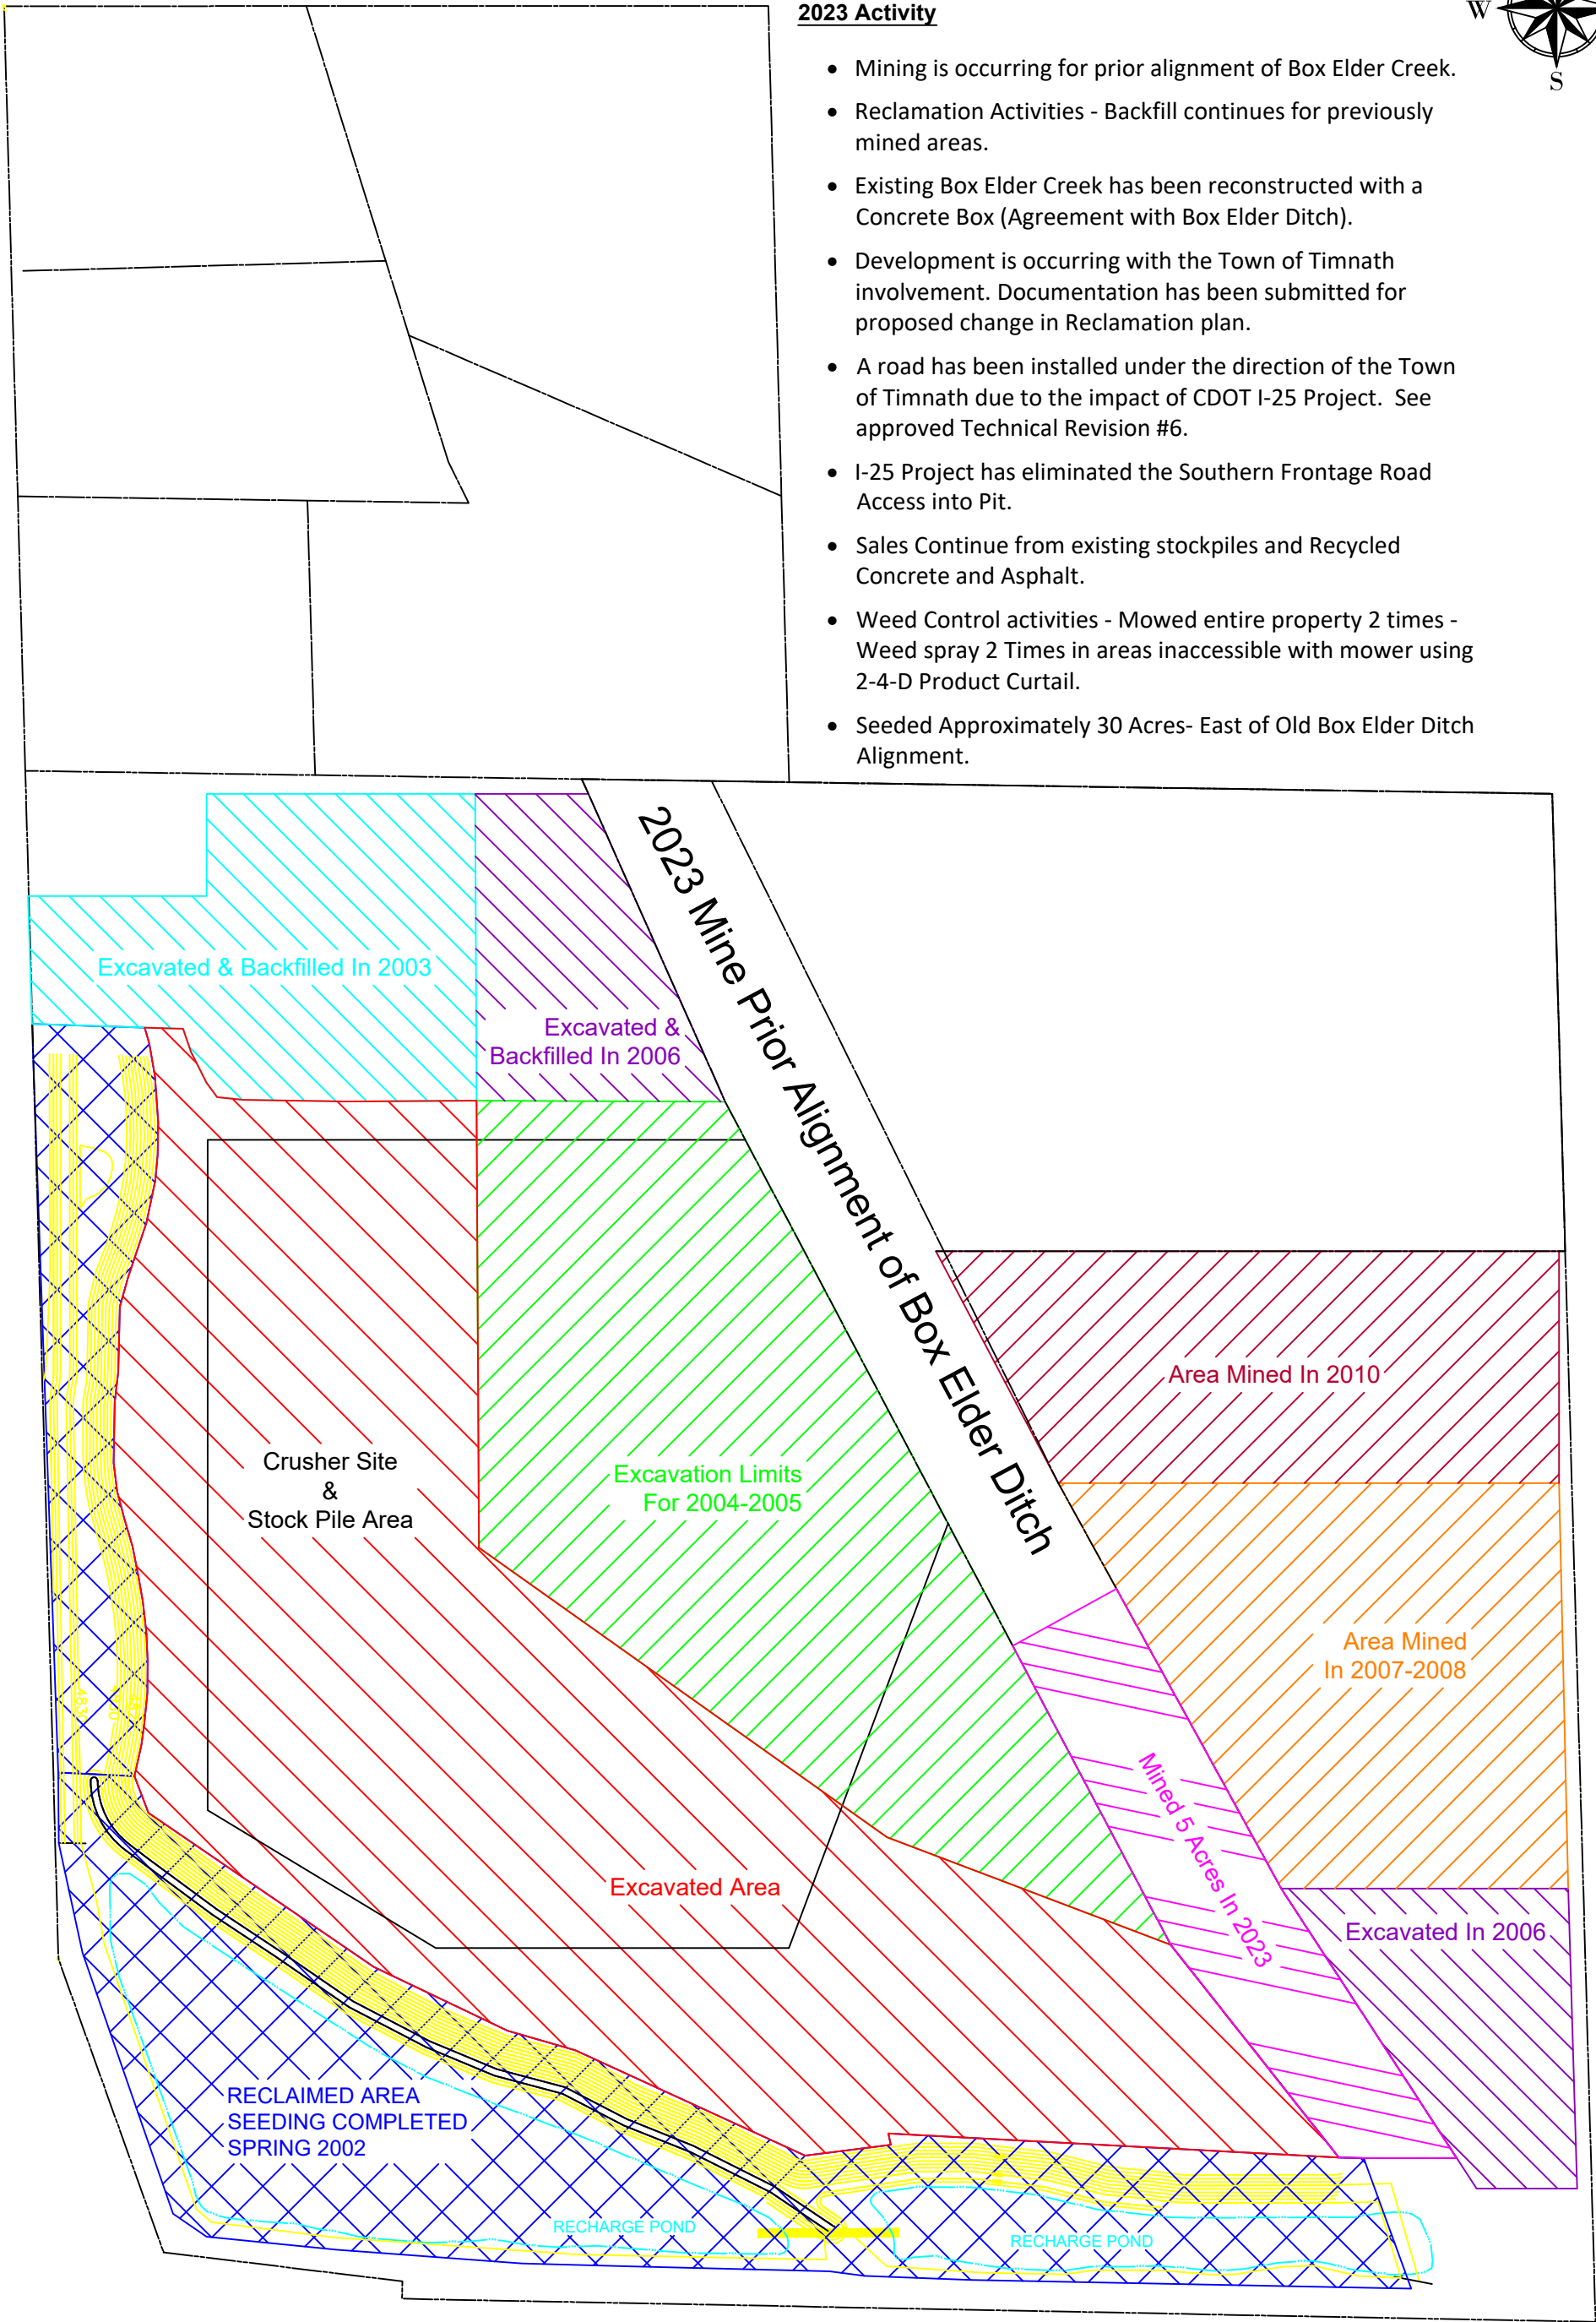 2023 Activity
W
S
• Mining is occurring for prior alignment of Box Elder Creek.
• Reclamation Activities - Backfill continues for previously
mined areas.
• Existing Box Elder Creek has been reconstructed with a
Concrete Box (Agreement with Box Elder Ditch).
• Development is occurring with the Town of Timnath
involvement. Documentation has been submitted for
proposed change in Reclamation plan.
• A road has been installed under the direction of the Town
of Timnath due to the impact of CDOT I-25 Project.  See
approved Technical Revision #6.
• I-25 Project has eliminated the Southern Frontage Road
Access into Pit.
• Sales Continue from existing stockpiles and Recycled
Concrete and Asphalt.
• Weed Control activities - Mowed entire property 2 times -
Weed spray 2 Times in areas inaccessible with mower using
2-4-D Product Curtail.
• Seeded Approximately 30 Acres- East of Old Box Elder Ditch
Alignment.
2023 Mine Prior Alignment of Box Elder Ditch
Excavated & Backfilled In 2003
Excavated &
Backfilled In 2006
Area Mined In 2010
Crusher Site
&
Stock Pile Area
Excavation Limits
For 2004-2005
Area Mined
In 2007-2008
Mined 5 Acres In 2023
Excavated Area
Excavated In 2006
RECLAIMED AREA
SEEDING COMPLETED
SPRING 2002
RECHARGE POND
RECHARGE POND